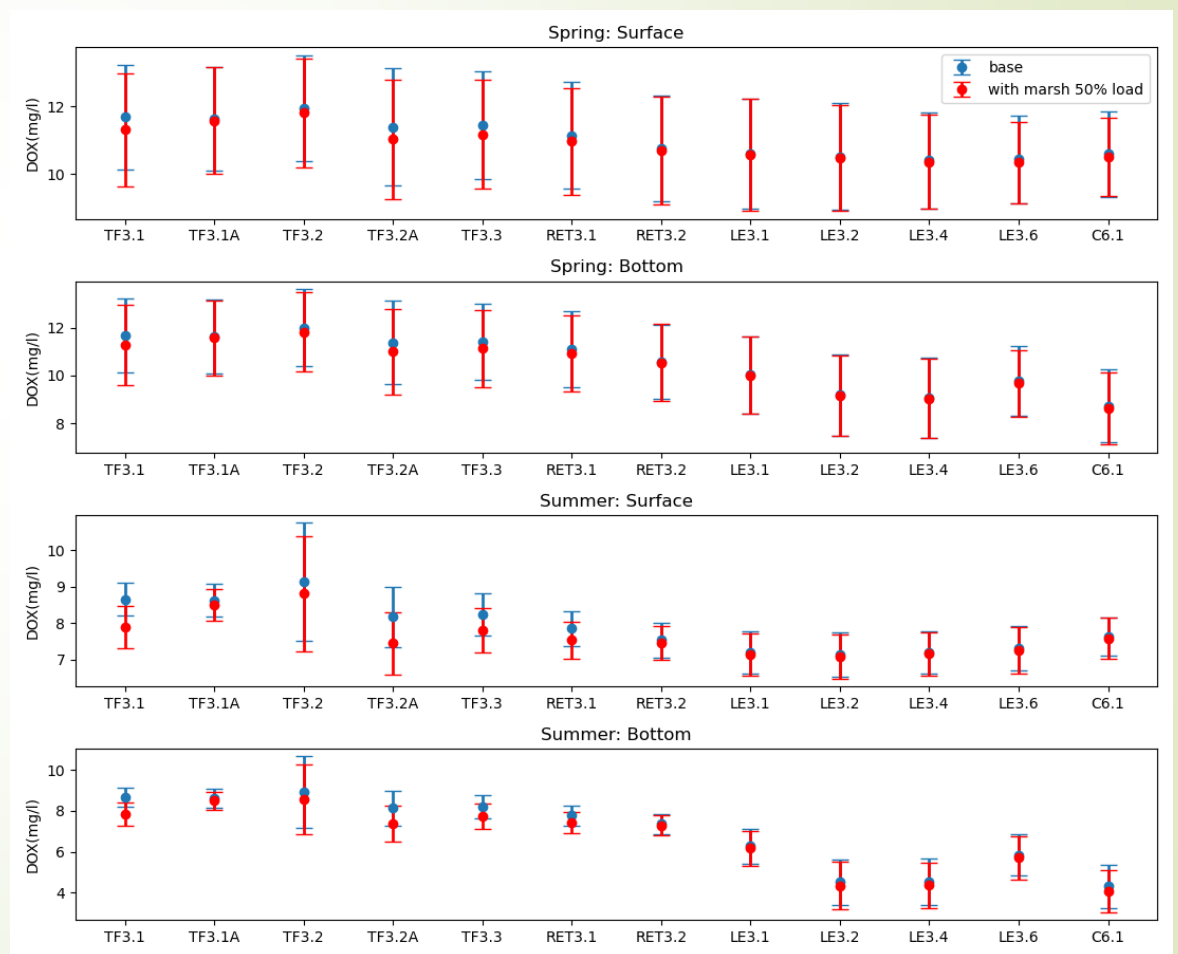 Spring: Surface
DOX(mg/l)
12
10
base
with marsh 50% load
TF3.1 TF3.1A TF3.2 TF3.2A TF3.3 RET3.1 RET3.2 LE3.1 LE3.2 LE3.4 LE3.6 C6.1
Spring: Bottom
DOX(mg/l)
12
10
8
TF3.1 TF3.1A TF3.2 TF3.2A TF3.3 RET3.1 RET3.2 LE3.1 LE3.2 LE3.4 LE3.6 C6.1
Summer: Surface
DOX(mg/l)
10
9
8
7
TF3.1 TF3.1A TF3.2 TF3.2A TF3.3 RET3.1 RET3.2 LE3.1 LE3.2 LE3.4 LE3.6 C6.1
Summer: Bottom
DOX(mg/l)
10
8
6
4
TF3.1 TF3.1A TF3.2 TF3.2A TF3.3 RET3.1 RET3.2 LE3.1 LE3.2 LE3.4 LE3.6 C6.1